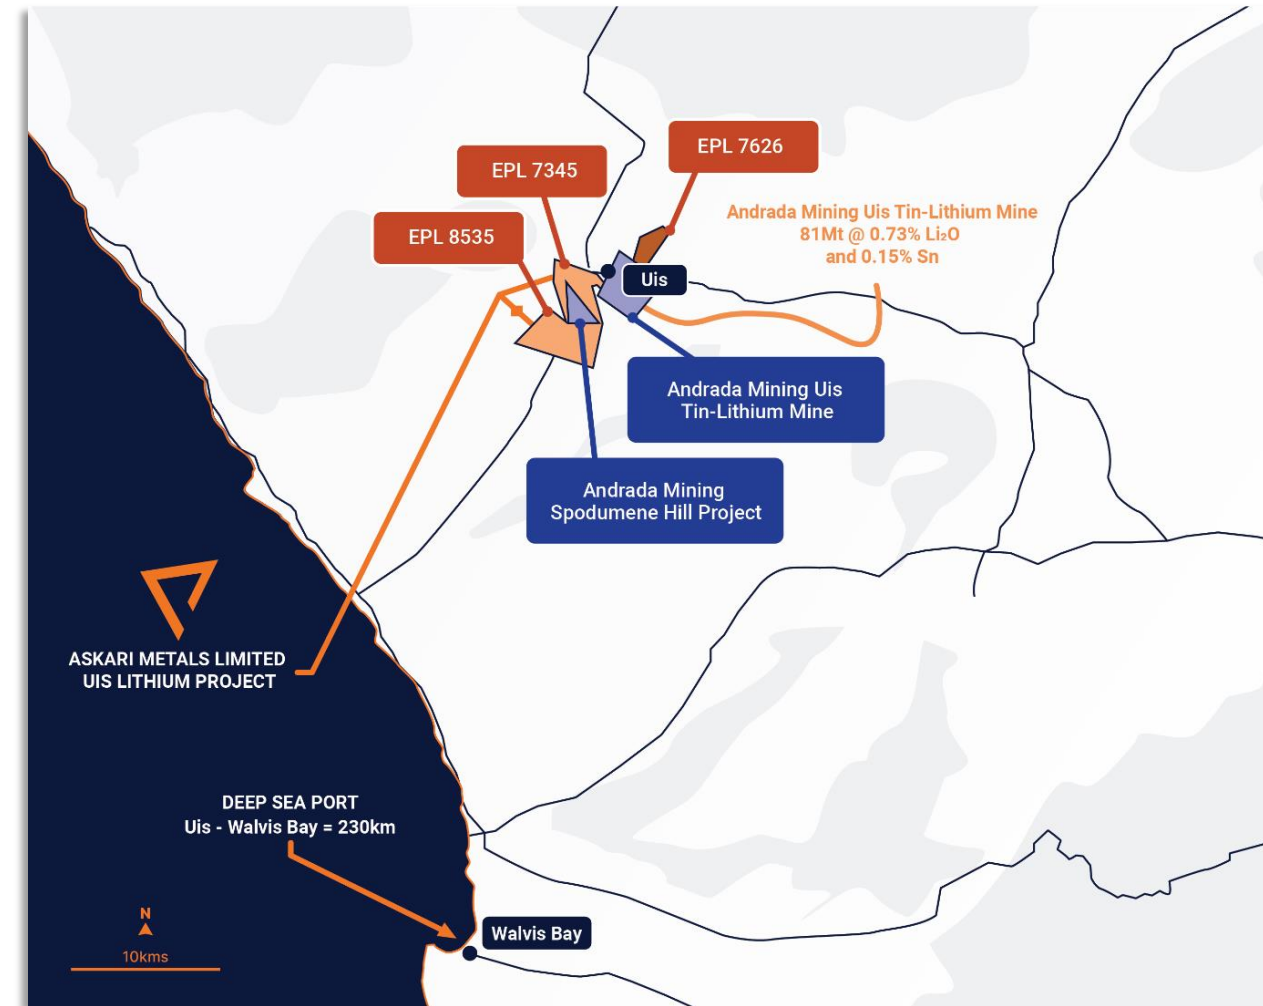 EPL 7626
EPL 7345
EPL 8535
Andrada Mining Uis Tin-Lithium Mine
81Mt @ 0.73% Li₂O
and 0.15% Sn
Uis
Andrada Mining Uis
Tin-Lithium Mine
Andrada Mining
Spodumene Hill Project
ASKARI METALS LIMITED
UIS LITHIUM PROJECT
DEEP SEA PORT
Uis - Walvis Bay = 230km
Walvis Bay
N
10kms